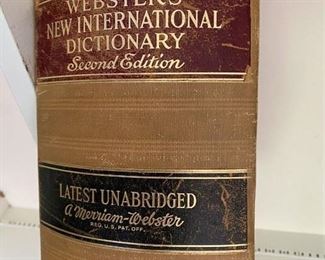 WEBSTER'S
NEW INTERNATIONAL
DICTIONARY
Second Edition
LATEST UNABRIDGED
A Merriam-Webster
REG. U.S. PAT. OFF.